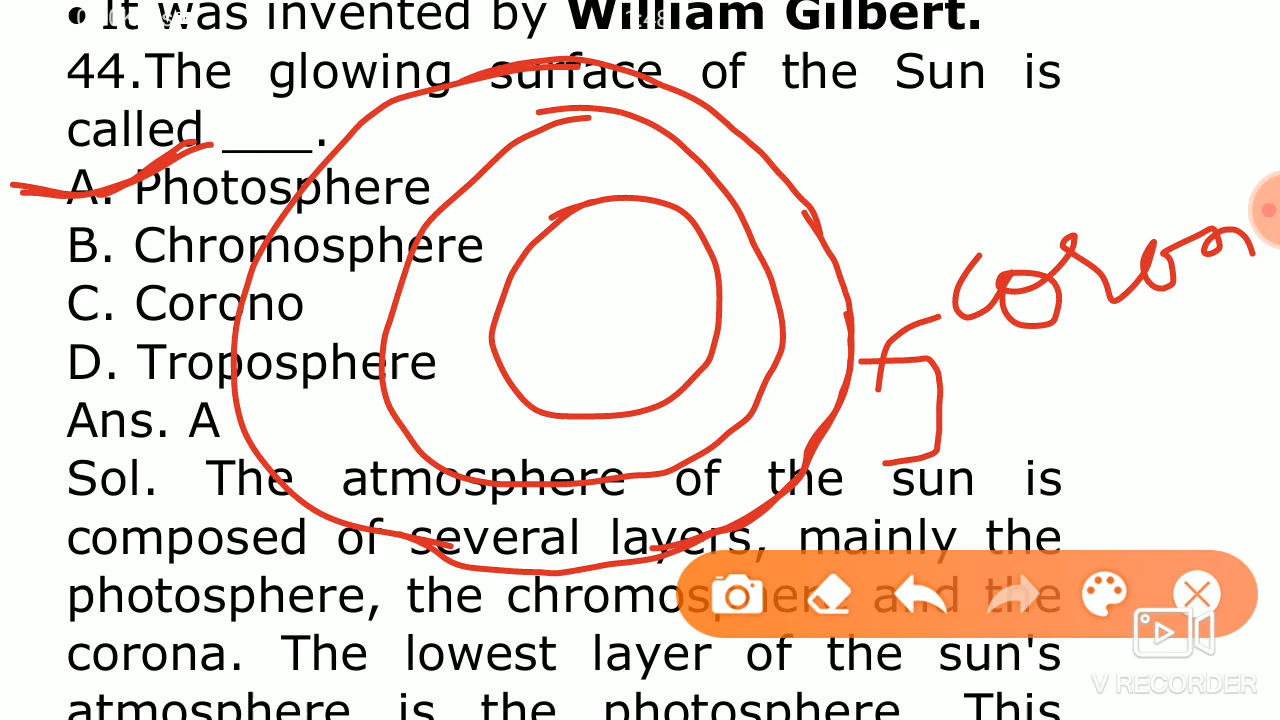 • It was invented by William Gilbert.
44.The glowing surface of the Sun is
called ____.
A. Photosphere
B. Chromosphere
C. Corono
D. Troposphere
Ans. A
coron
Sol. The atmosphere of the sun is
composed of several layers, mainly the
photosphere, the chromosphere and the
corona. The lowest layer of the sun's
atmosphere is the photosphere. This
V RECORDER